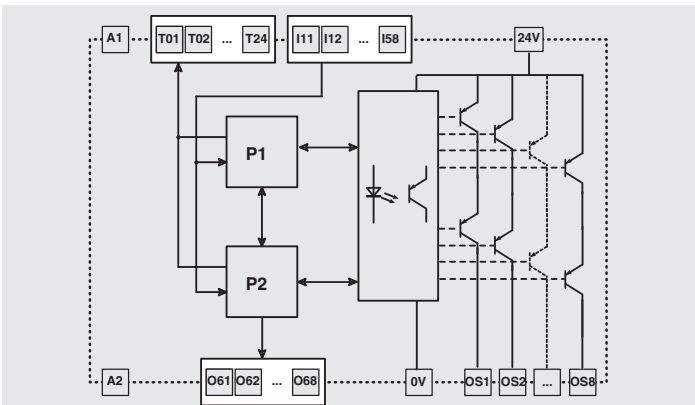 A1 T01 T02 ... T24 I11 I12 ... I58 24V
P1
P2
A2 O61 O62 ... O68 0V OS1 OS2 ... OS8